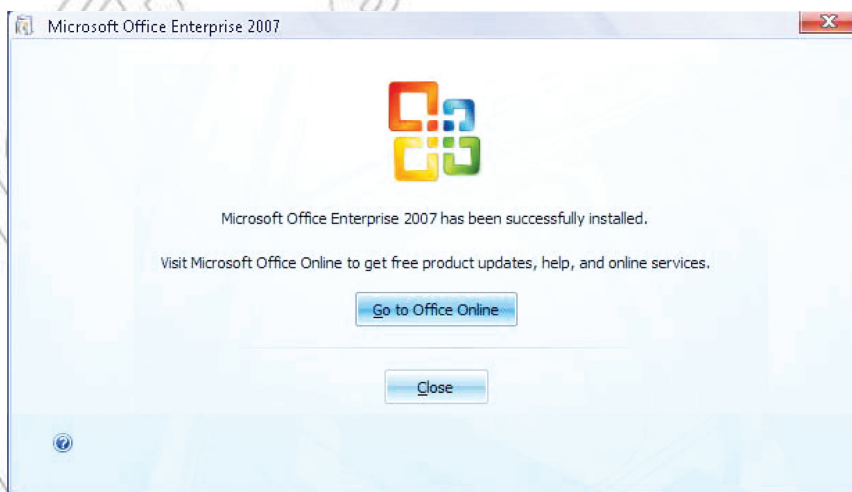 Microsoft Office Enterprise 2007
Microsoft Office Enterprise 2007 has been successfully installed.
Visit Microsoft Office Online to get free product updates, help, and online services.
Go to Office Online
Close